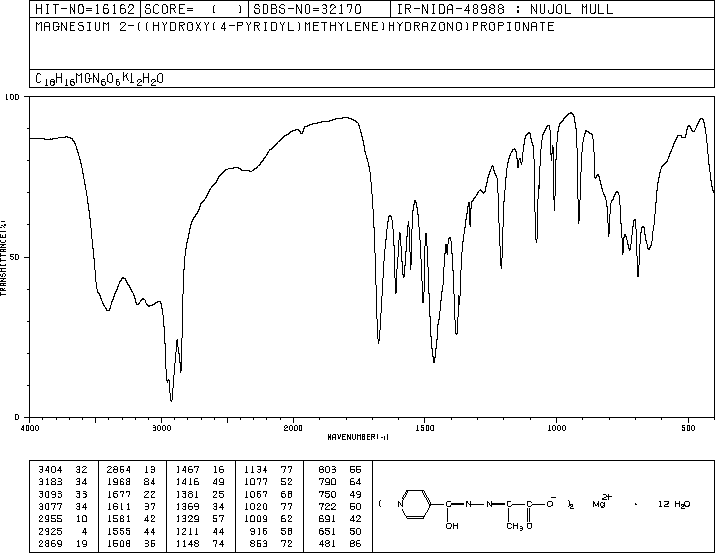 HIT-NO=16162 SCORE= ( ) SDBS-NO=32170 IR-NIDA-48988 : NUJOL MULL
MAGNESIUM 2-((HYDROXY(4-PYRIDYL)METHYLENE)HYDRAZONO)PROPIONATE
C18H16MGN6O6K12H2O
100
50
0
TRANSMITTANCE(%)
4000 3000 2000 1500 1000 500
WAVENUMBER(-1)
3404 32 2854 13 1467 16 1134 77 803 55
3183 34 1968 84 1416 49 1077 52 790 64
3093 33 1677 22 1381 25 1067 68 750 49
3077 34 1611 37 1369 34 1020 77 722 50
2955 10 1581 42 1329 57 1009 62 691 42
2925 4 1555 44 1211 44 916 58 651 50
2869 19 1508 35 1148 74 853 72 481 86
( N C N N C C O- )2 Mg2+ · 12 H2O
OH CH3 O